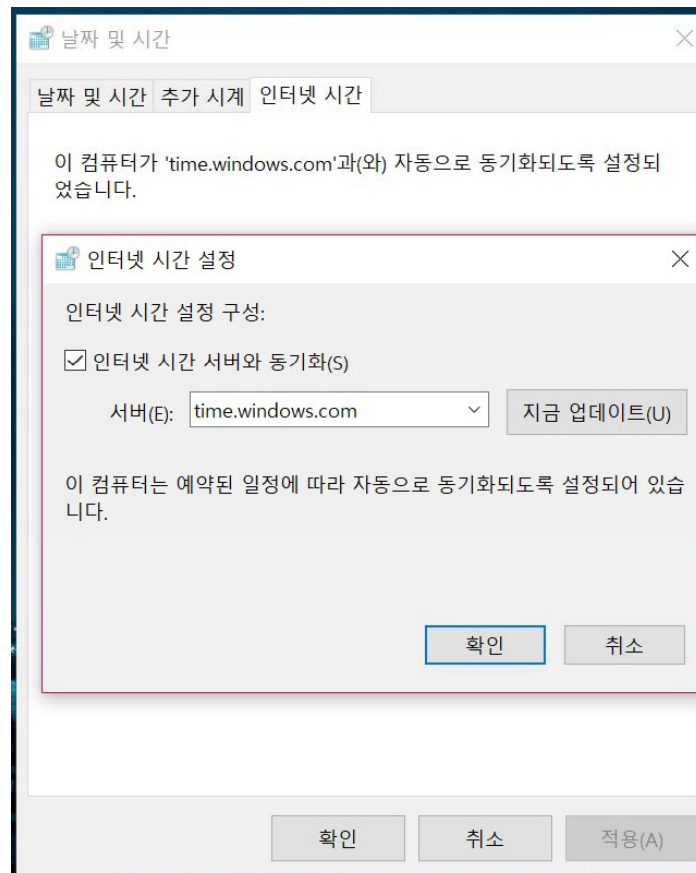 날짜 및 시간
날짜 및 시간 추가 시계 인터넷 시간
이 컴퓨터가 'time.windows.com'과(와) 자동으로 동기화되도록 설정되
었습니다.
인터넷 시간 설정
인터넷 시간 설정 구성:
인터넷 시간 서버와 동기화(S)
서버(E): time.windows.com 지금 업데이트(U)
이 컴퓨터는 예약된 일정에 따라 자동으로 동기화되도록 설정되어 있습
니다.
확인 취소
확인 취소 적용(A)